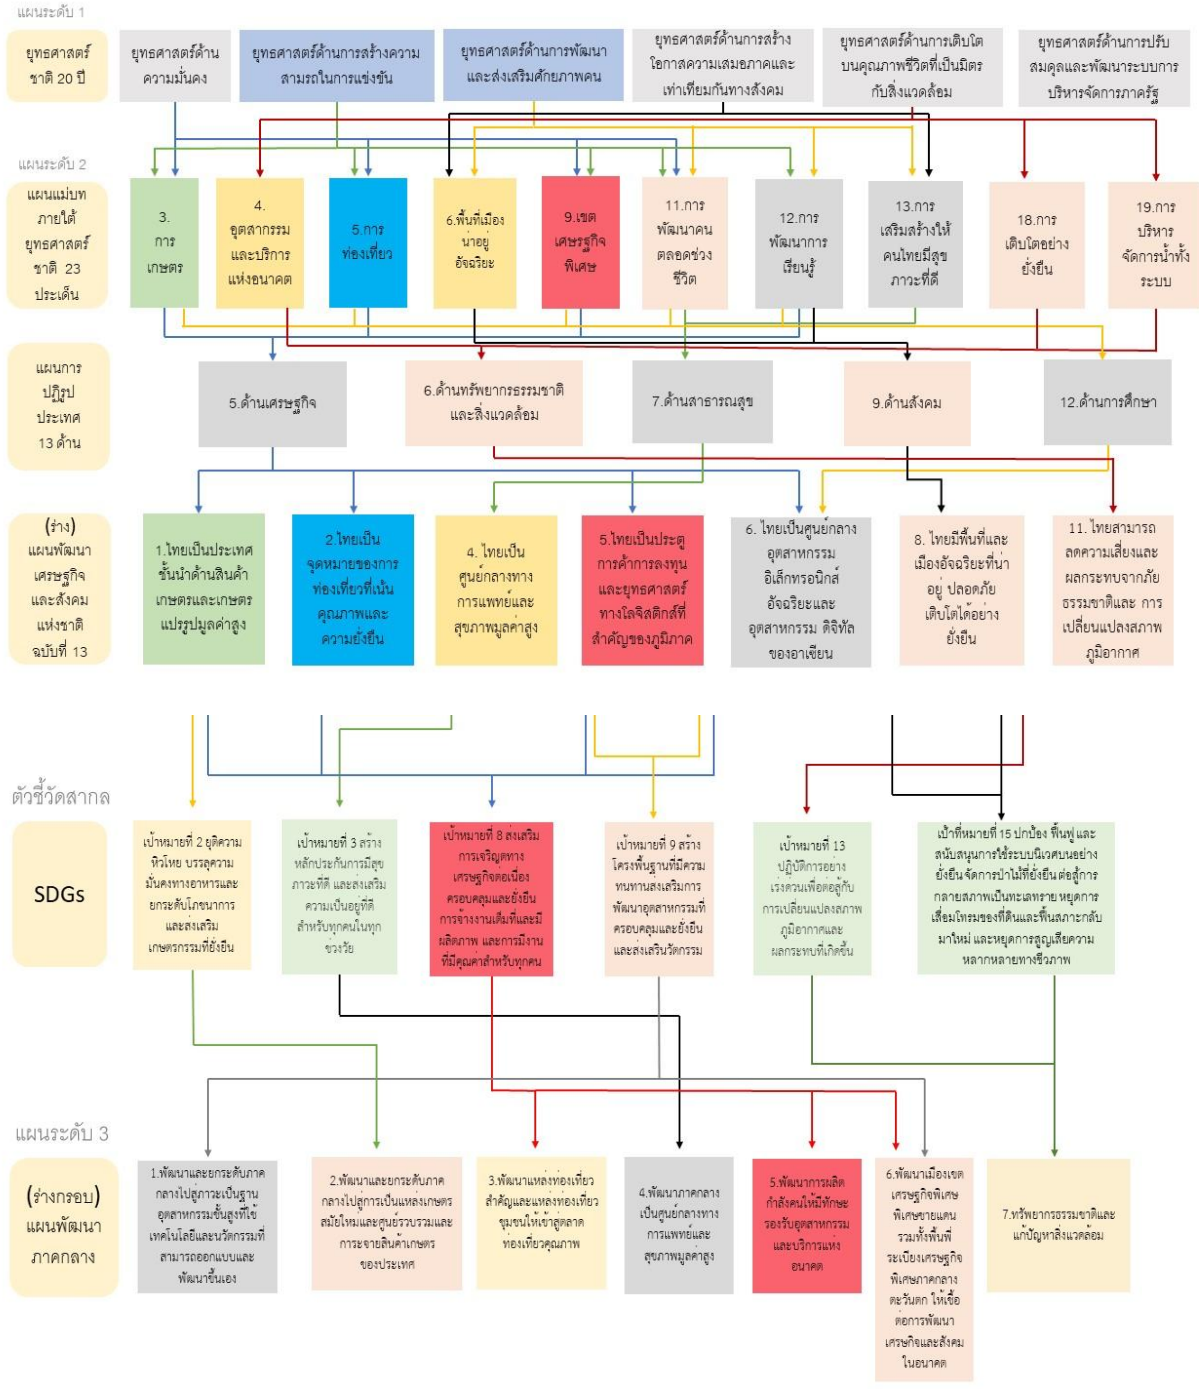 แผนระดับ 1
ยุทธศาสตร์
ชาติ 20 ปี
ยุทธศาสตร์ด้าน
ความมั่นคง
ยุทธศาสตร์ด้านการสร้างความ
สามรถในการแข่งขัน
ยุทธศาสตร์ด้านการพัฒนา
และส่งเสริมศักยภาพคน
ยุทธศาสตร์ด้านการสร้าง
โอกาสความเสมอภาคและ
เท่าเทียมกันทางสังคม
ยุทธศาสตร์ด้านการเติบโต
บนคุณภาพชีวิตที่เป็นมิตร
กับสิ่งแวดล้อม
ยุทธศาสตร์ด้านการปรับ
สมดุลและพัฒนาระบบการ
บริหารจัดการภาครัฐ
แผนระดับ 2
แผนแม่บท
ภายใต้
ยุทธศาสตร์
ชาติ 23
ประเด็น
3.
การ
เกษตร
4.
อุตสากรรม
และบริการ
แห่งอนาคต
5.การ
ท่องเที่ยว
6.พื้นที่เมือง
น่าอยู่
อัจฉริยะ
9.เขต
เศรษฐกิจ
พิเศษ
11.การ
พัฒนาคน
ตลอดช่วง
ชีวิต
12.การ
พัฒนาการ
เรียนรู้
13.การ
เสริมสร้างให้
คนไทยมีสุข
ภาวะที่ดี
18.การ
เติบโตอย่าง
ยั่งยืน
19.การ
บริหาร
จัดการน้ำทั้ง
ระบบ
แผนการ
ปฏิรูป
ประเทศ
13 ด้าน
5.ด้านเศรษฐกิจ
6.ด้านทรัพยากรธรรมชาติ
และสิ่งแวดล้อม
7.ด้านสาธารณสุข
9.ด้านสังคม
12.ด้านการศึกษา
(ร่าง)
แผนพัฒนา
เศรษฐกิจ
และสังคม
แห่งชาติ
ฉบับที่ 13
1.ไทยเป็นประเทศ
ชั้นนำด้านสินค้า
เกษตรและเกษตร
แปรรูปมูลค่าสูง
2.ไทยเป็น
จุดหมายของการ
ท่องเที่ยวที่เน้น
คุณภาพและ
ความยั่งยืน
4. ไทยเป็น
ศูนย์กลางทาง
การแพทย์และ
สุขภาพมูลค่าสูง
5.ไทยเป็นประตู
การค้าการลงทุน
และยุทธศาสตร์
ทางโลจิสติกส์ที่
สำคัญของภูมิภาค
6. ไทยเป็นศูนย์กลาง
อุตสาหกรรม
อิเล็กทรอนิกส์
อัจฉริยะและ
อุตสาหกรรม ดิจิทัล
ของอาเซียน
8. ไทยมีพื้นที่และ
เมืองอัจฉริยะที่น่า
อยู่ ปลอดภัย
เติบโตได้อย่าง
ยั่งยืน
11. ไทยสามารถ
ลดความเสี่ยงและ
ผลกระทบจากภัย
ธรรมชาติและ การ
เปลี่ยนแปลงสภาพ
ภูมิอากาศ
ตัวชี้วัดสากล
SDGs
เป้าหมายที่ 2 ยุติความ
หิวโหย บรรลุความ
มั่นคงทางอาหารและ
ยกระดับโภชนาการ
และส่งเสริม
เกษตรกรรมที่ยั่งยืน
เป้าหมายที่ 3 สร้าง
หลักประกันการมีสุข
ภาวะที่ดี และส่งเสริม
ความเป็นอยู่ที่ดี
สำหรับทุกคนในทุก
ช่วงวัย
เป้าหมายที่ 8 ส่งเสริม
การเจริญตทาง
เศรษฐกิจต่อเนื่อง
ครอบคลุมและยั่งยืน
การจ้างงานเต็มที่และมี
ผลิตภาพ และการมีงาน
ที่มีคุณค่าสำหรับทุกคน
เป้าหมายที่ 9 สร้าง
โครงพื้นฐานที่มีความ
ทนทานส่งเสริมการ
พัฒนาอุตสาหกรรมที่
ครอบคลุมและยั่งยืน
และส่งเสรินวัตกรรม
เป้าหมายที่ 13
ปฏิบัติการอย่าง
เร่งด่วนเพื่อต่อสู้กับ
การเปลี่ยนแปลงสภาพ
ภูมิอากาศและ
ผลกระทบที่เกิดขึ้น
เป้าที่หมายที่ 15 ปกป้อง ฟื้นฟู และ
สนับสนุนการใช้ระบบนิเวศบนอย่าง
ยั่งยืน จัดการป่าไม้ที่ยั่งยืน ต่อสู้การ
กลายสภาพเป็นทะเลทราย หยุดการ
เสื่อมโทรมของที่ดินและฟื้นสภาะกลับ
มาใหม่ และหยุดการสูญเสียความ
หลากหลายทางชีวภาพ
แผนระดับ 3
(ร่างกรอบ)
แผนพัฒนา
ภาคกลาง
1.พัฒนาและยกระดับภาค
กลางไปสู่ภาวะเป็นฐาน
อุตสาหกรรมขั้นสูงที่ใช้
เทคโนโลยีและนวัตกรรมที่
สามารถออกแบบและ
พัฒนาขึ้นเอง
2.พัฒนาและยกระดับภาค
กลางไปสู่การเป็นแหล่งเกษตร
สมัยใหม่และศูนย์รวบรวมและ
การะจายสินค้าเกษตร
ของประเทศ
3.พัฒนาแหล่งท่องเที่ยว
สำคัญและแหล่งท่องเที่ยว
ชุมชนให้เข้าสู่ตลาด
ท่องเที่ยวคุณภาพ
4.พัฒนาภาคกลาง
เป็นศูนย์กลางทาง
การแพทย์และ
สุขภาพมูลค่าสูง
5.พัฒนาการผลิต
กำลังคนให้มีทักษะ
รองรับอุตสาหกรรม
และบริการแห่ง
อนาคต
6.พัฒนาเมืองเขต
เศรษฐกิจพิเศษ
พิเศษชายแดน
รวมทั้งพื้นที่
ระเบียงเศรษฐกิจ
พิเศษภาคกลาง
ตะวันตก ให้เชื้อ
ต่อการพัฒนา
เศรษกิจและสังคม
ในอนาคต
7.ทรัพยากรธรรมชาติและ
แก้ปัญหาสิ่งแวดล้อม